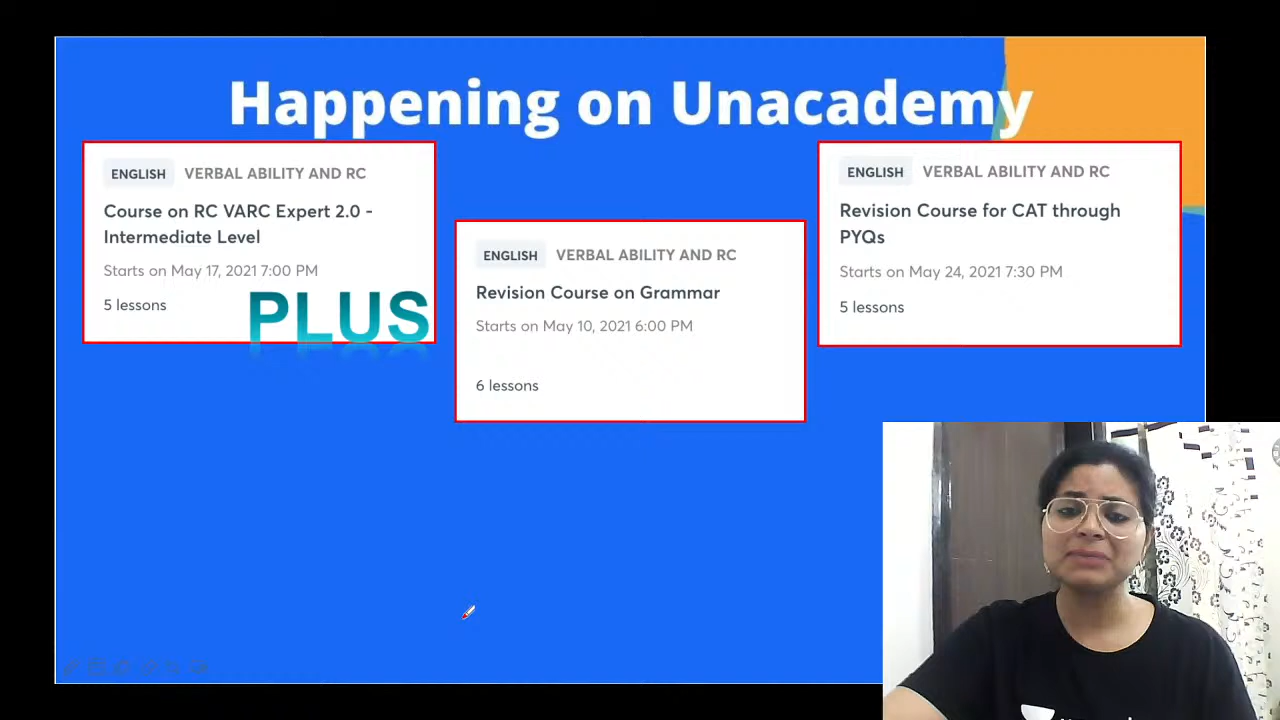 Happening on Unacademy
ENGLISH VERBAL ABILITY AND RC
Course on RC VARC Expert 2.0 -
Intermediate Level
Starts on May 17, 2021 7:00 PM
5 lessons
PLUS
ENGLISH VERBAL ABILITY AND RC
Revision Course on Grammar
Starts on May 10, 2021 6:00 PM
6 lessons
ENGLISH VERBAL ABILITY AND RC
Revision Course for CAT through
PYQs
Starts on May 24, 2021 7:30 PM
5 lessons